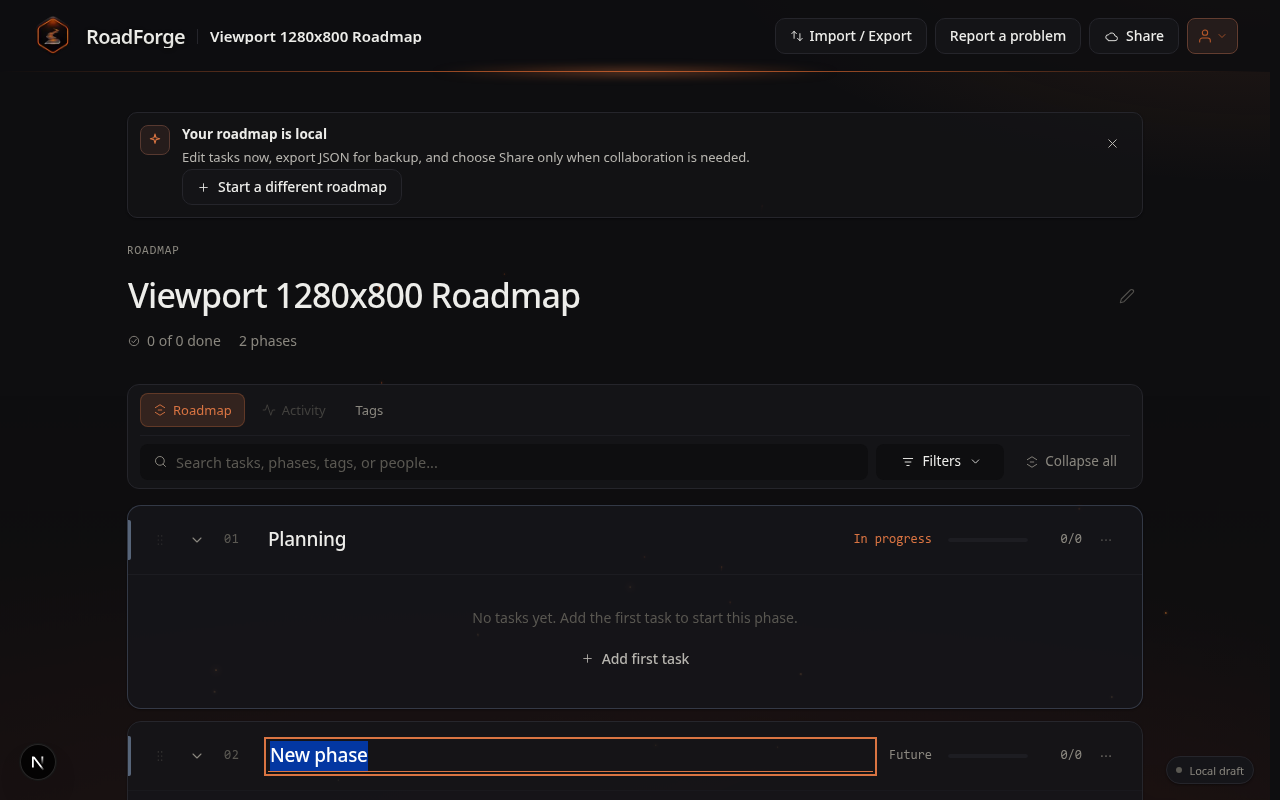 RoadForge
Viewport 1280x800 Roadmap
Import / Export
Report a problem
Share
Your roadmap is local
Edit tasks now, export JSON for backup, and choose Share only when collaboration is needed.
Start a different roadmap
ROADMAP
Viewport 1280x800 Roadmap
0 of 0 done 2 phases
Roadmap Activity Tags
Search tasks, phases, tags, or people...
Filters
Collapse all
01 Planning In progress 0/0
No tasks yet. Add the first task to start this phase.
Add first task
02 New phase Future 0/0
N
Local draft